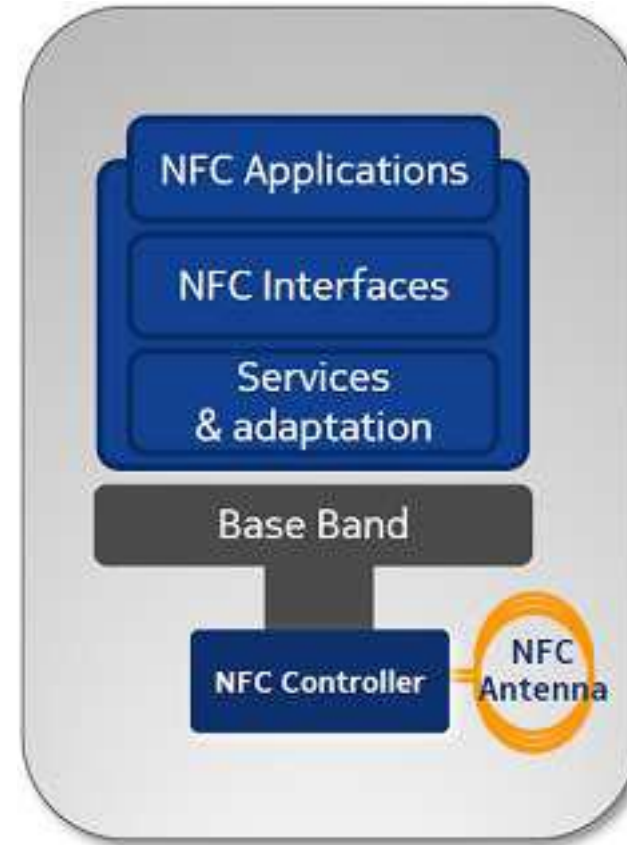 NFC Applications
NFC Interfaces
Services
& adaptation
Base Band
NFC Controller
NFC
Antenna